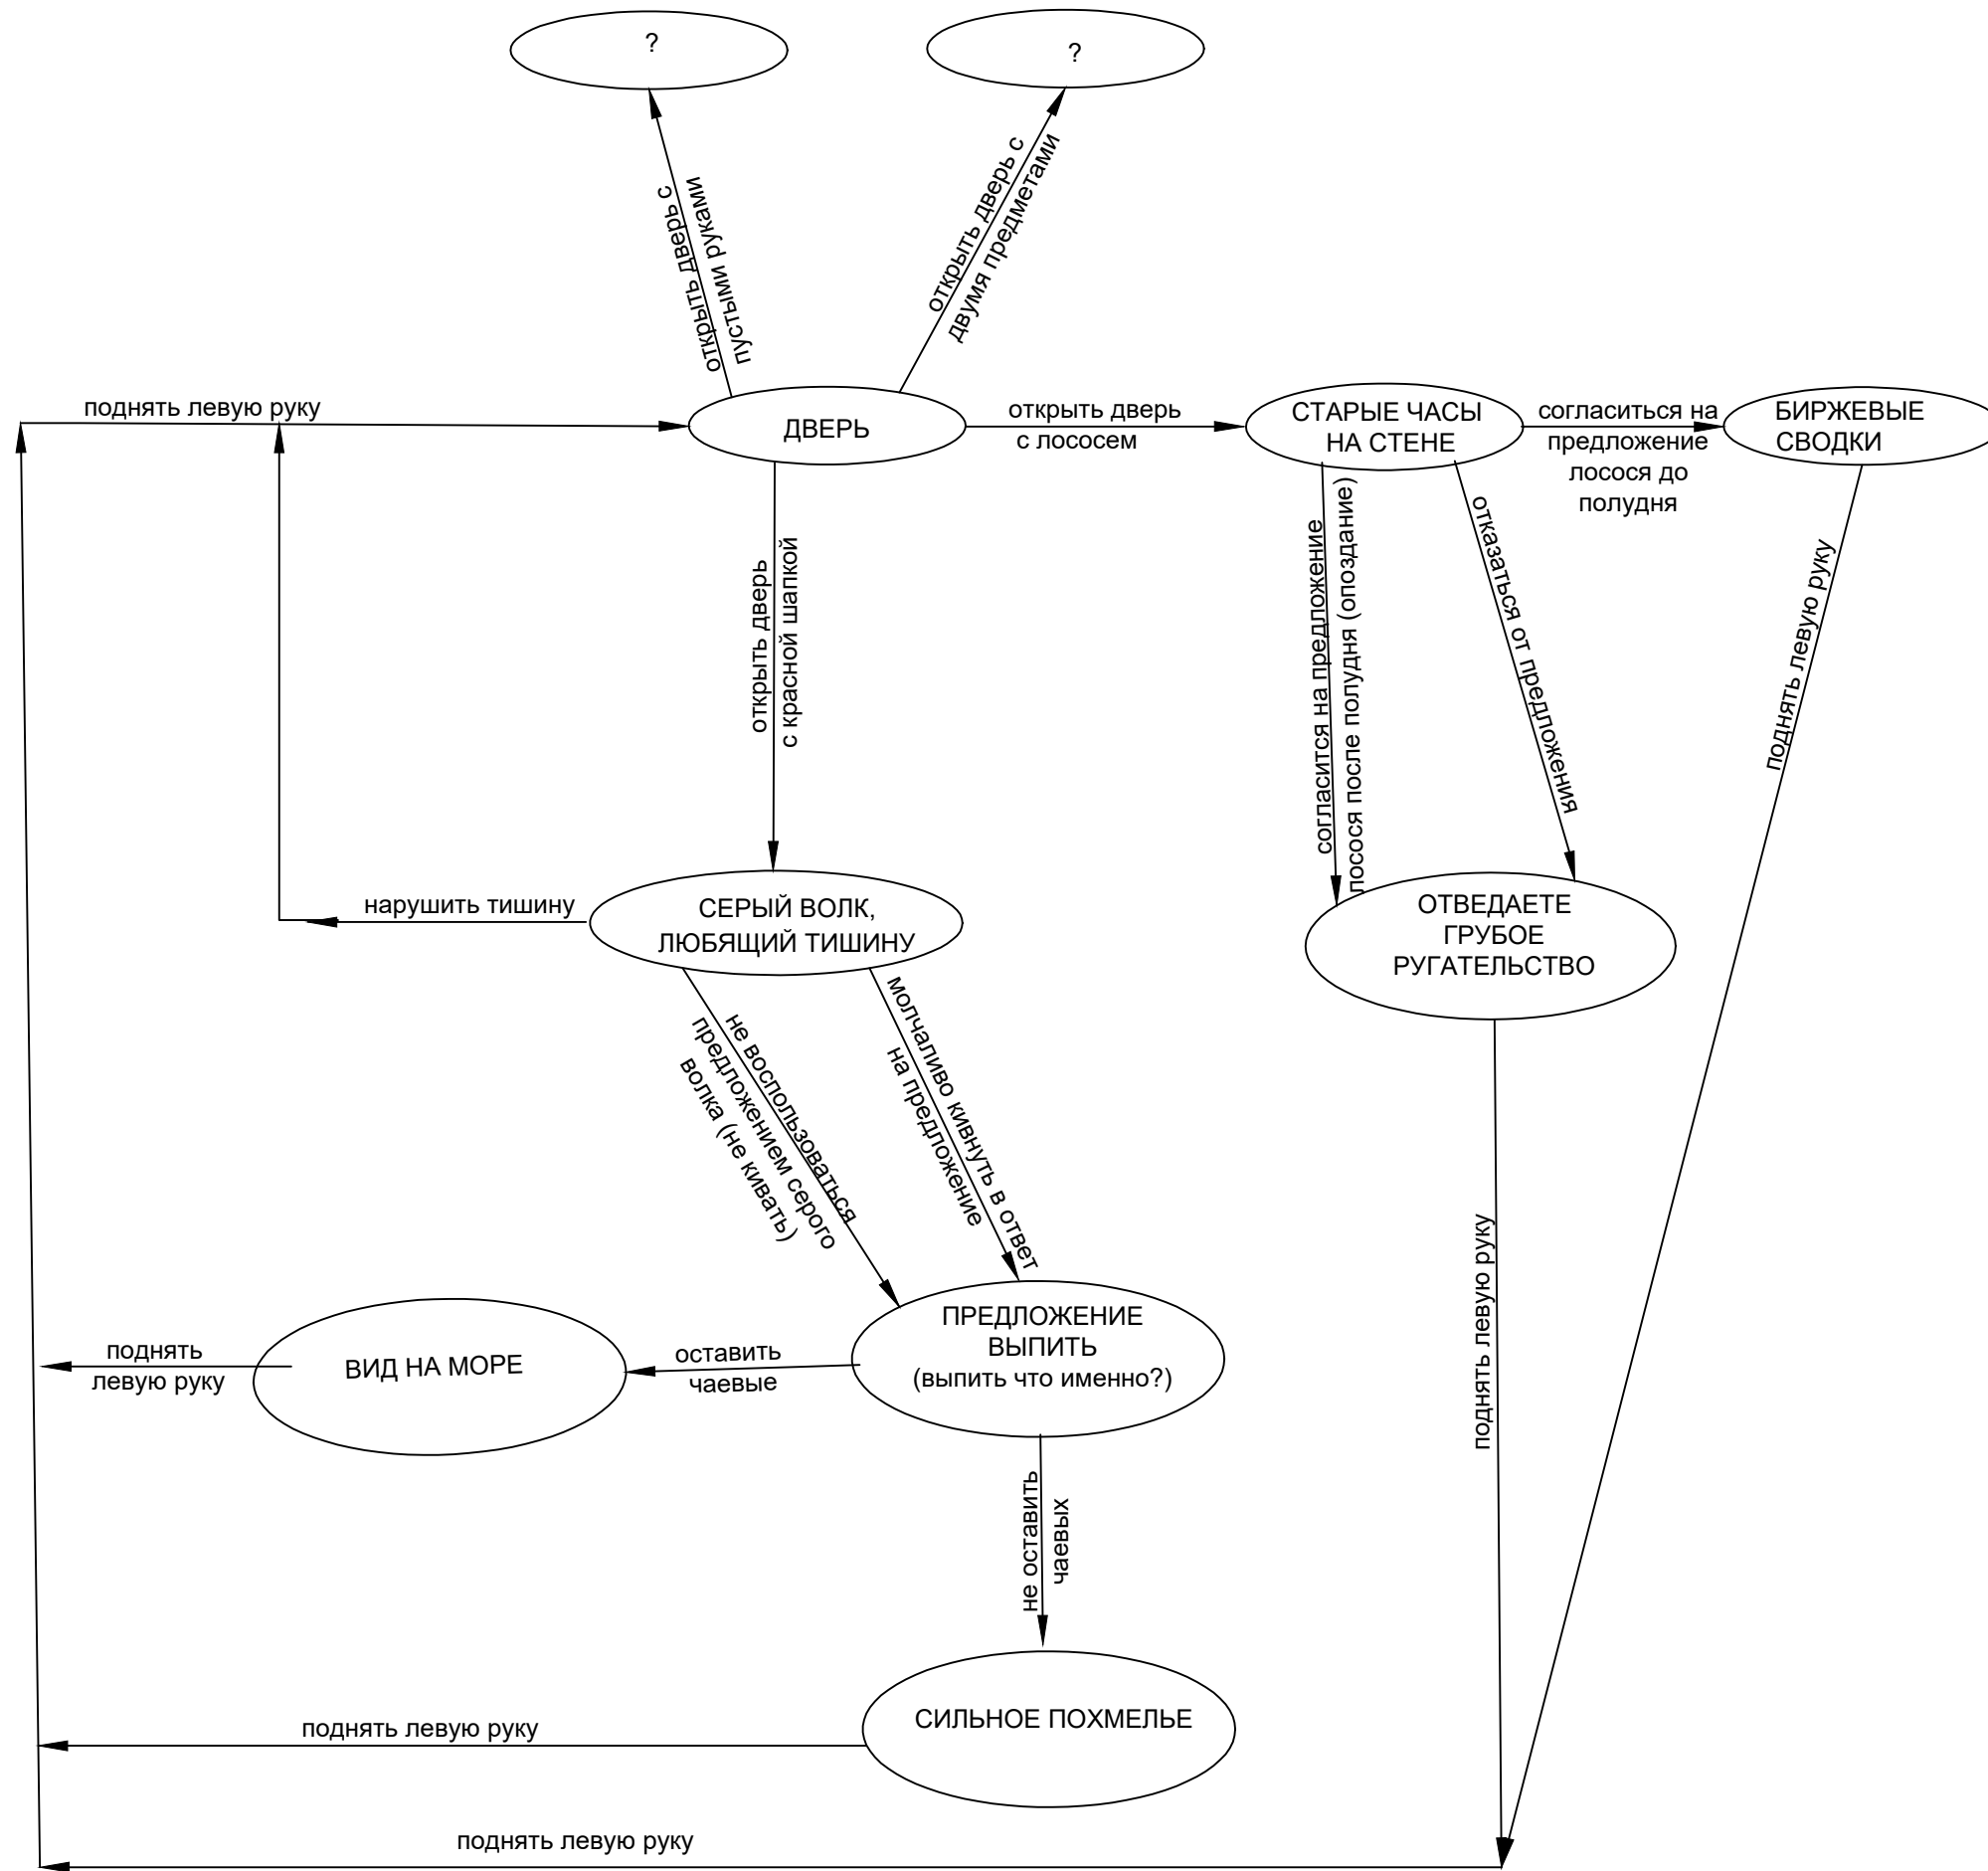 ?
?
открыть дверь с
пустыми руками
открыть дверь с
двумя предметами
поднять левую руку
ДВЕРЬ
открыть дверь
с лососем
СТАРЫЕ ЧАСЫ
НА СТЕНЕ
согласиться на
предложение
лосося до
полудня
БИРЖЕВЫЕ
СВОДКИ
открыть дверь
с красной шапкой
согласится на предложение
лосося после полудня (опоздание)
отказаться от предложения
поднять левую руку
нарушить тишину
СЕРЫЙ ВОЛК,
ЛЮБЯЩИЙ ТИШИНУ
ОТВЕДАЕТЕ
ГРУБОЕ
РУГАТЕЛЬСТВО
не воспользоваться
предложением серого
волка (не кивать)
молчаливо кивнуть в ответ
на предложение
поднять левую руку
поднять
левую руку
ВИД НА МОРЕ
оставить
чаевые
ПРЕДЛОЖЕНИЕ
ВЫПИТЬ
(выпить что именно?)
не оставить
чаевых
поднять левую руку
СИЛЬНОЕ ПОХМЕЛЬЕ
поднять левую руку